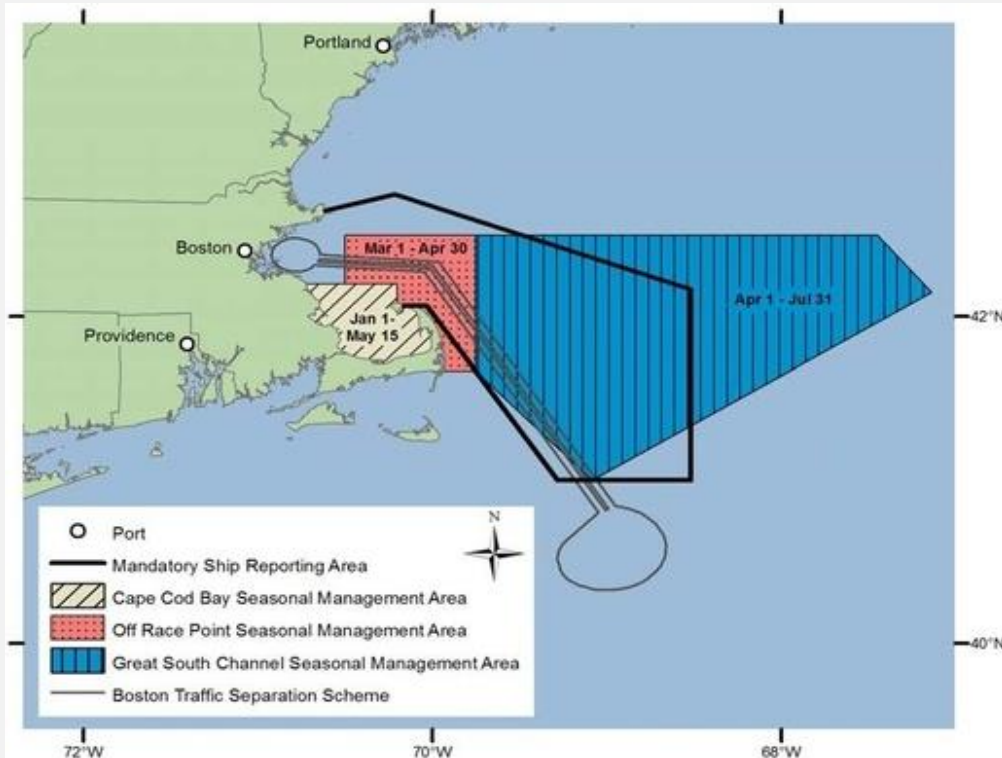 Portland
Boston
Mar 1 - Apr 30
Apr 1 - Jul 31
42°N
Jan 1-
May 15
Providence
N
Port
Mandatory Ship Reporting Area
Cape Cod Bay Seasonal Management Area
Off Race Point Seasonal Management Area
Great South Channel Seasonal Management Area
Boston Traffic Separation Scheme
40°N
72°W
70°W
68°W